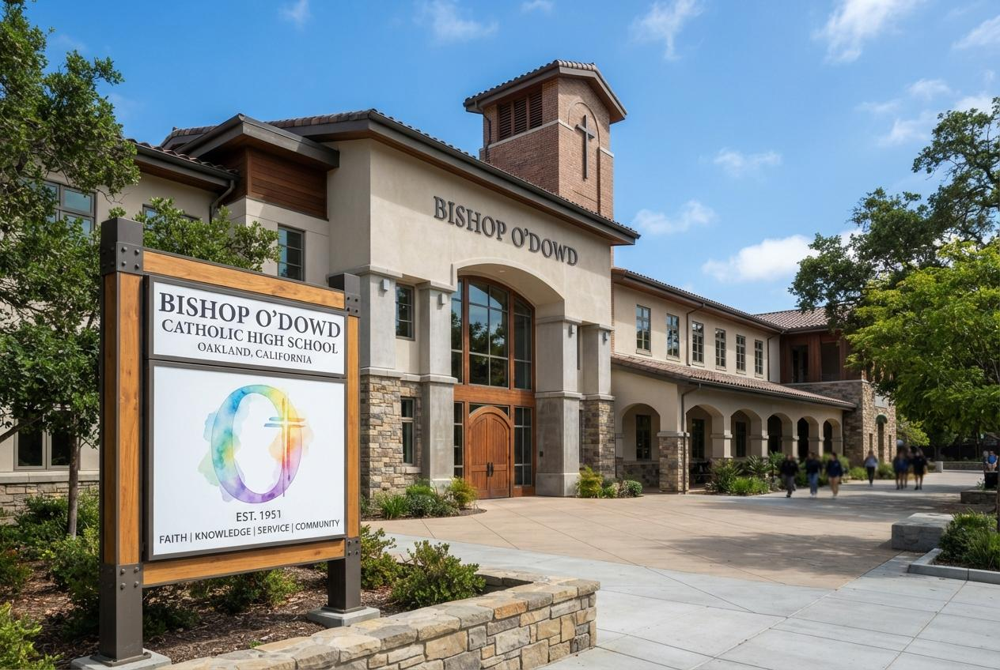 BISHOP O'DOWD
BISHOP O'DOWD
CATHOLIC HIGH SCHOOL
OAKLAND, CALIFORNIA
O
EST. 1951
FAITH | KNOWLEDGE | SERVICE | COMMUNITY